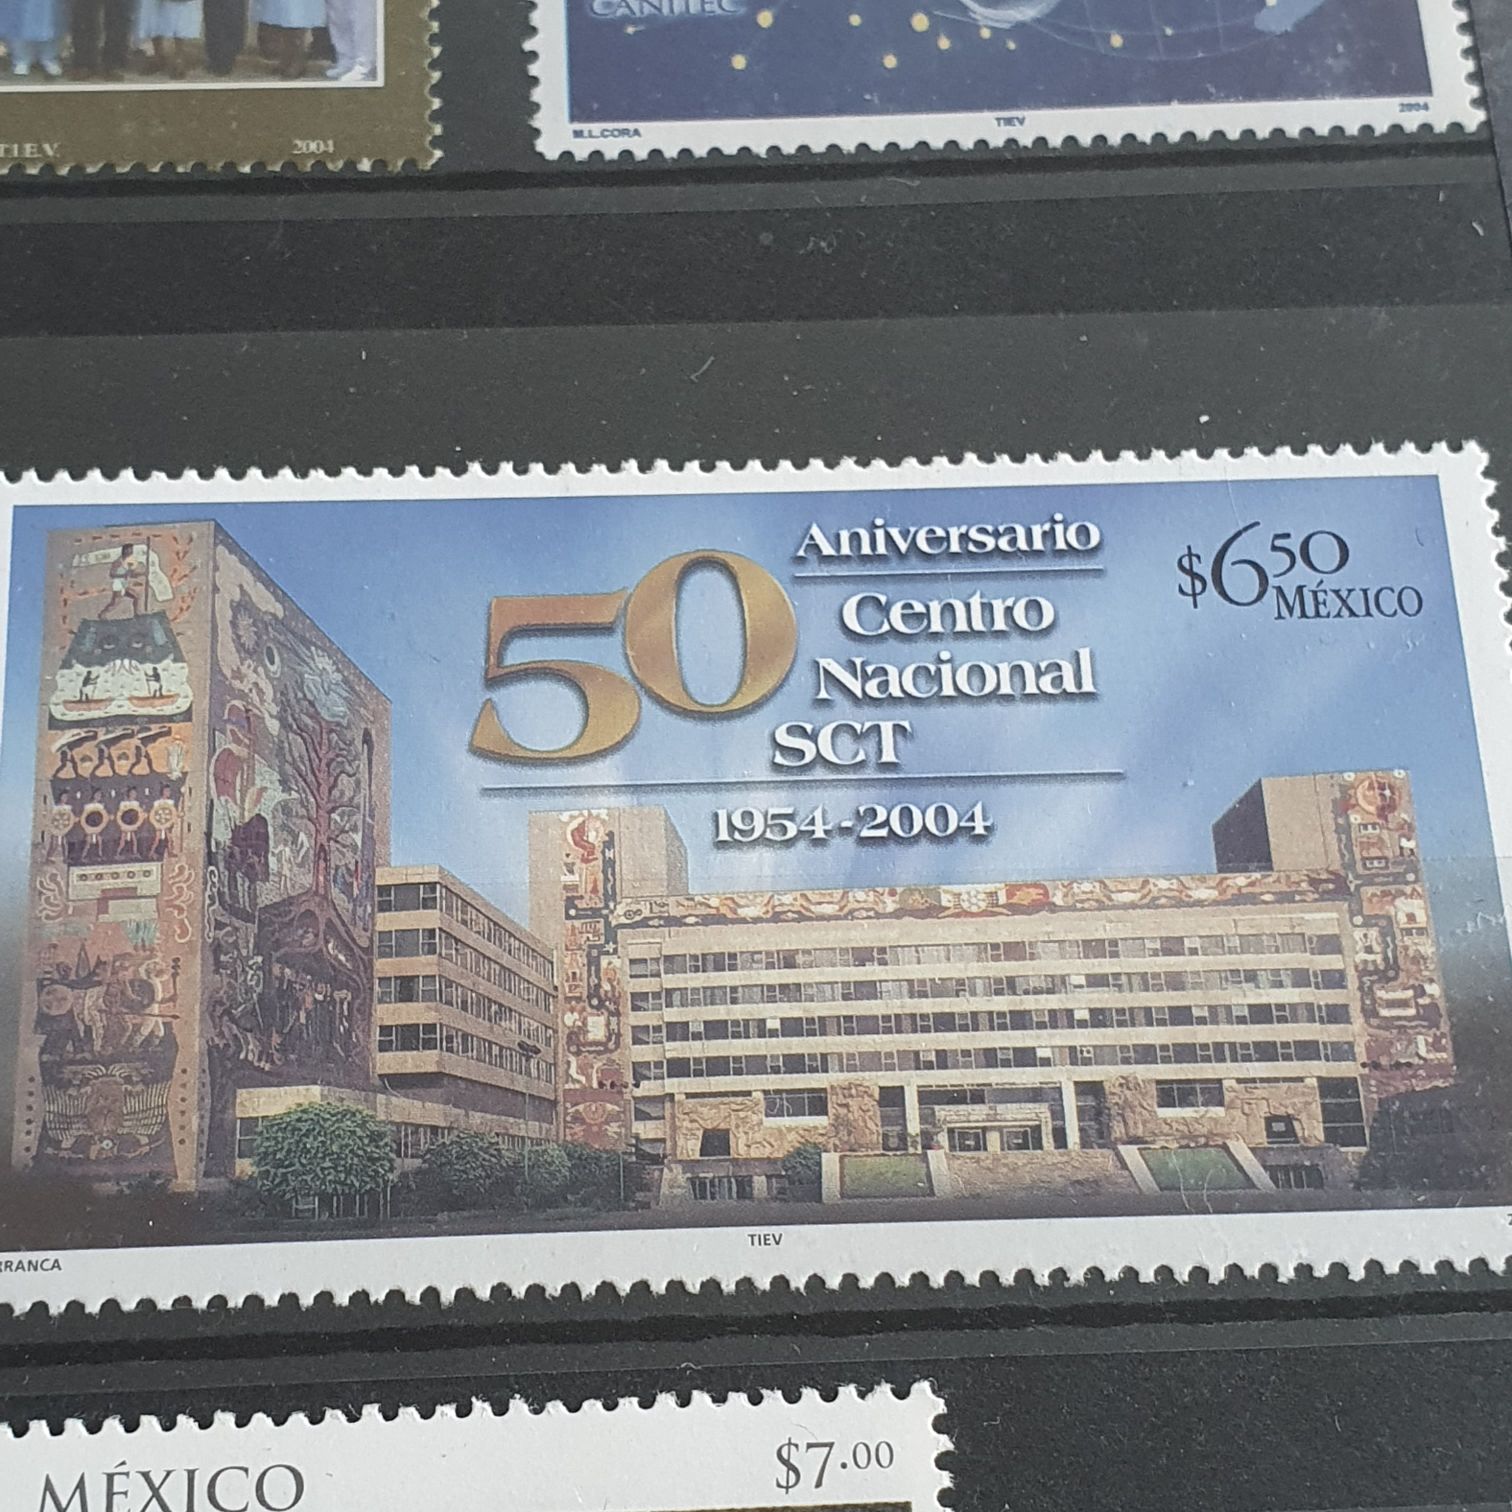 CANITEC
T.I.E.V.
2004
M.L.CORA
TIEV
2004
50
Aniversario
Centro
Nacional
SCT
1954-2004
$6.50
MÉXICO
TIEV
MÉXICO
$7.00